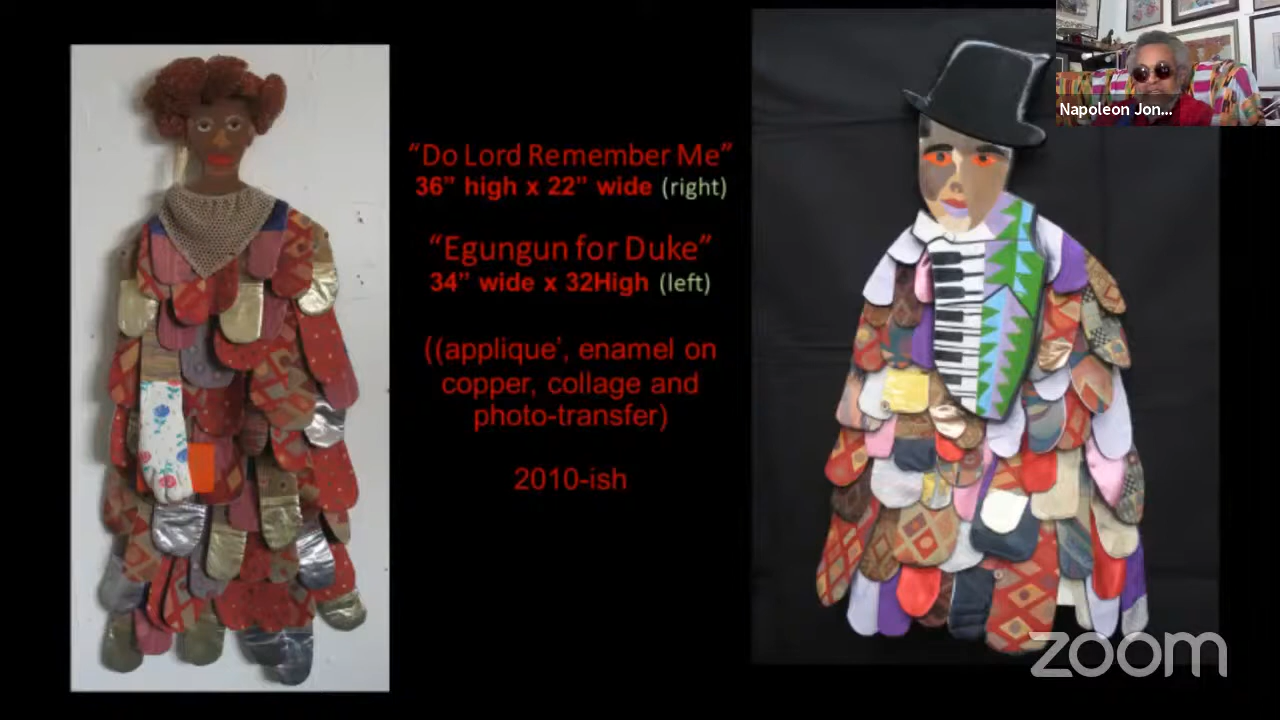 “Do Lord Remember Me”
36” high x 22” wide (right)
“Egungun for Duke”
34” wide x 32High (left)
((applique’, enamel on
copper, collage and
photo-transfer)
2010-ish
Napoleon Jon...
zoom